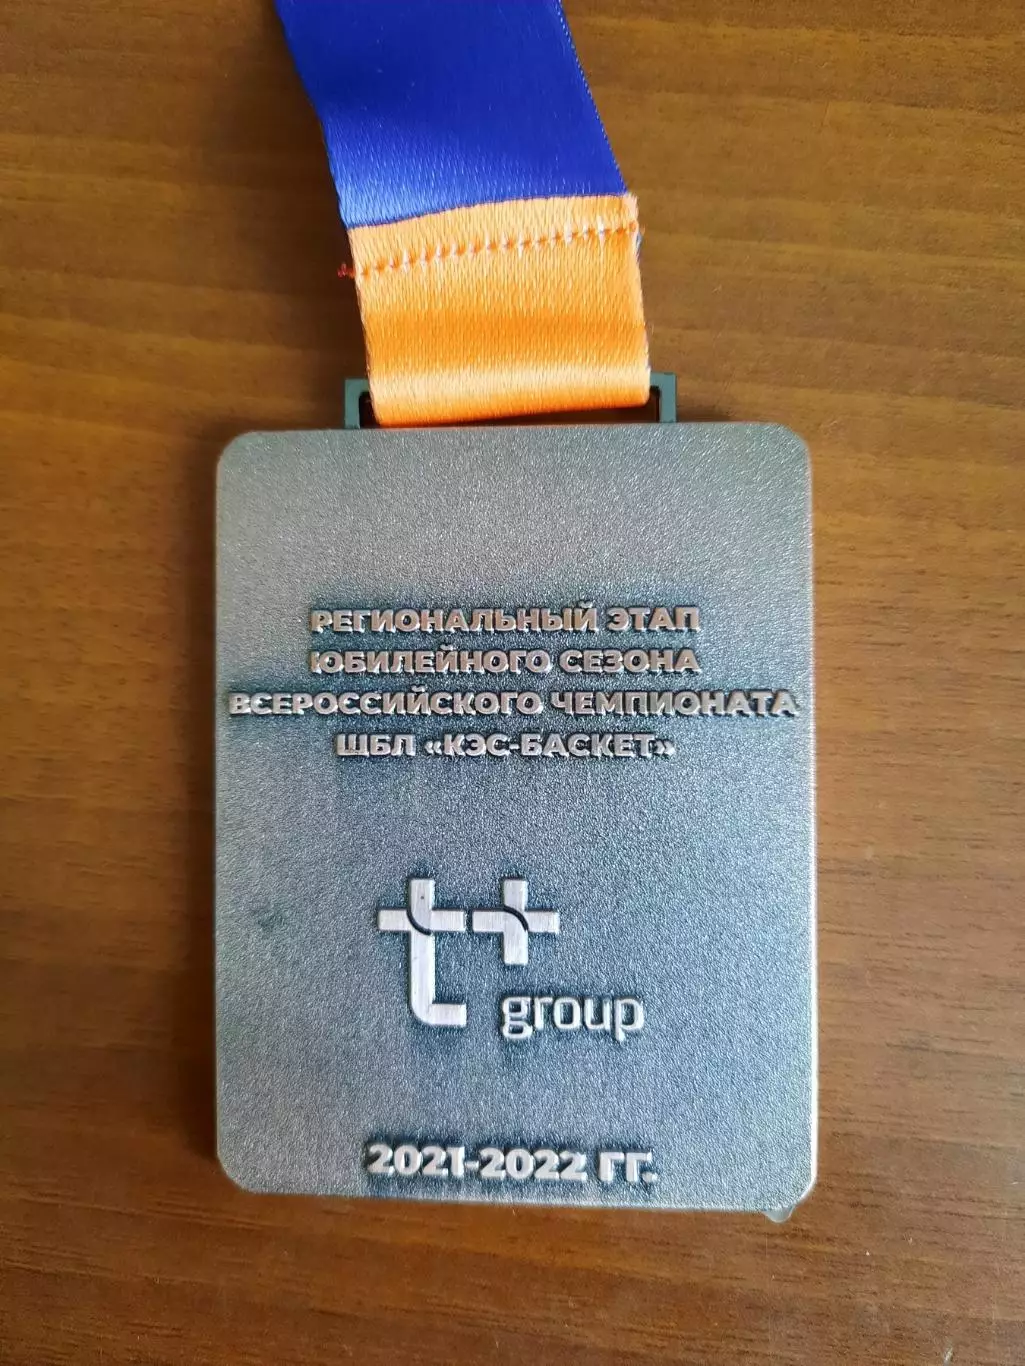 РЕГИОНАЛЬНЫЙ ЭТАП
ЮБИЛЕЙНОГО СЕЗОНА
ВСЕРОССИЙСКОГО ЧЕМПИОНАТА
ШБЛ «КЭС-БАСКЕТ»
t+
group
2021-2022 ГГ.